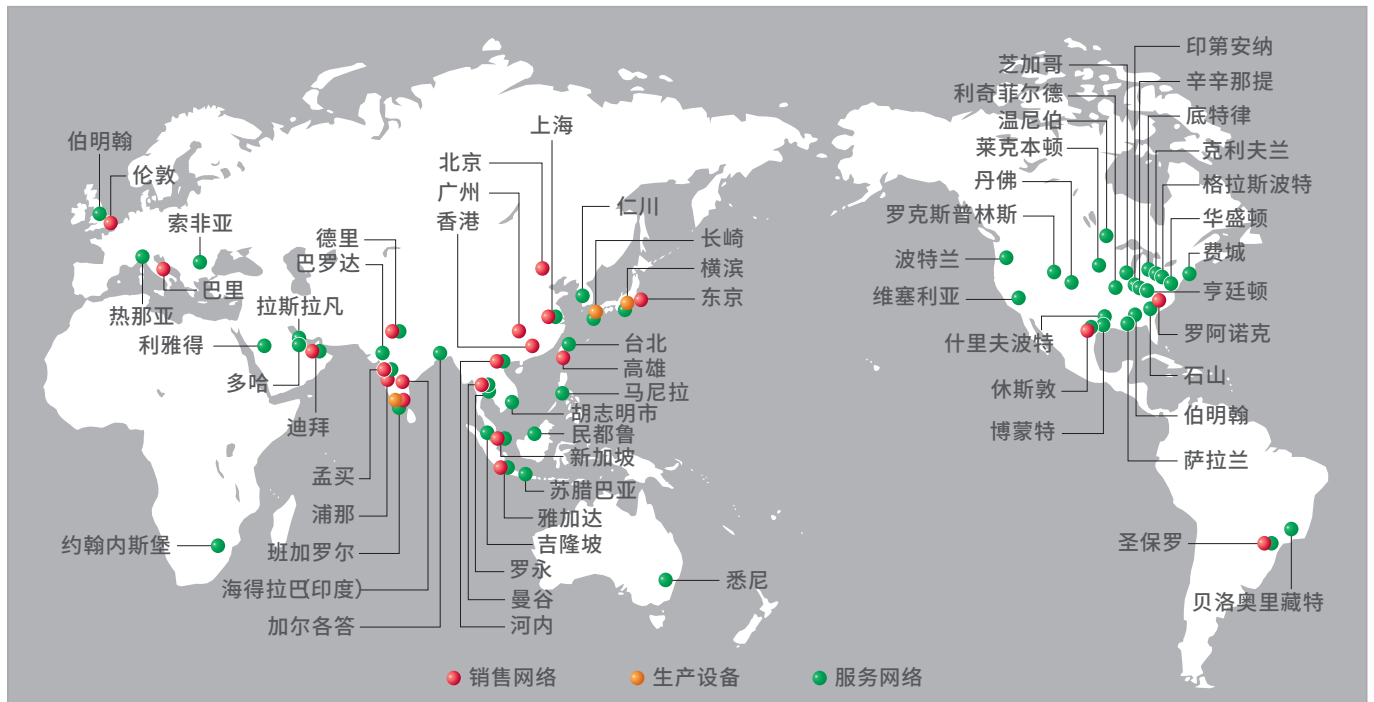 伯明翰
伦敦
索非亚
热那亚
巴里
拉斯拉凡
利雅得
多哈
迪拜
德里
巴罗达
孟买
浦那
班加罗尔
海得拉巴(印度)
加尔各答
约翰内斯堡
上海
北京
广州
香港
仁川
长崎
横滨
东京
台北
高雄
马尼拉
胡志明市
民都鲁
新加坡
苏腊巴亚
雅加达
吉隆坡
罗永
曼谷
河内
悉尼
芝加哥
利奇菲尔德
温尼伯
莱克本顿
丹佛
罗克斯普林斯
波特兰
维塞利亚
什里夫波特
休斯敦
博蒙特
印第安纳
辛辛那提
底特律
克利夫兰
格拉斯波特
华盛顿
费城
亨廷顿
罗阿诺克
石山
伯明翰
萨拉兰
圣保罗
贝洛奥里藏特
销售网络
生产设备
服务网络